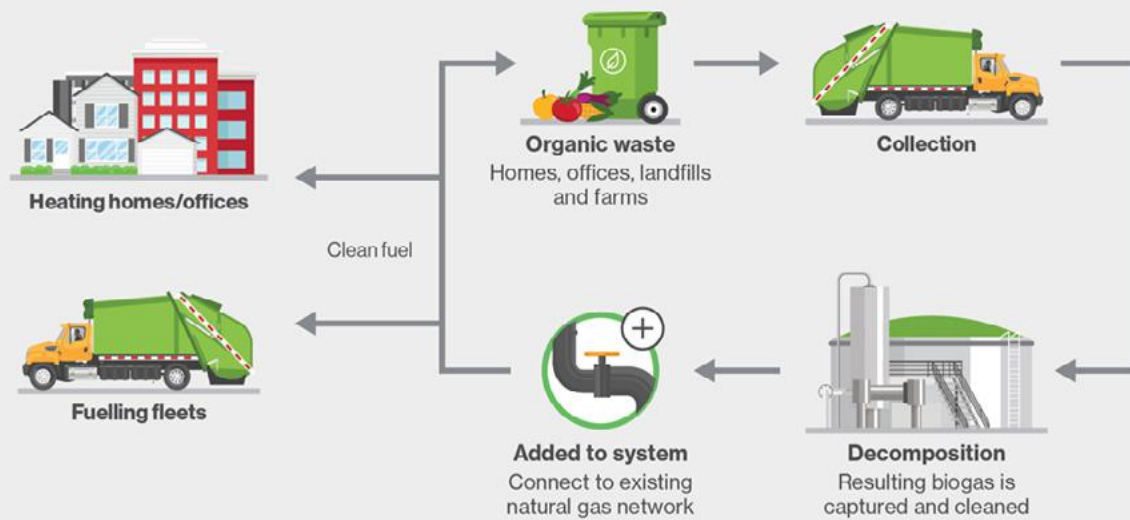 Organic waste
Homes, offices, landfills
and farms
Collection
Heating homes/offices
Clean fuel
Fuelling fleets
Added to system
Connect to existing
natural gas network
Decomposition
Resulting biogas is
captured and cleaned